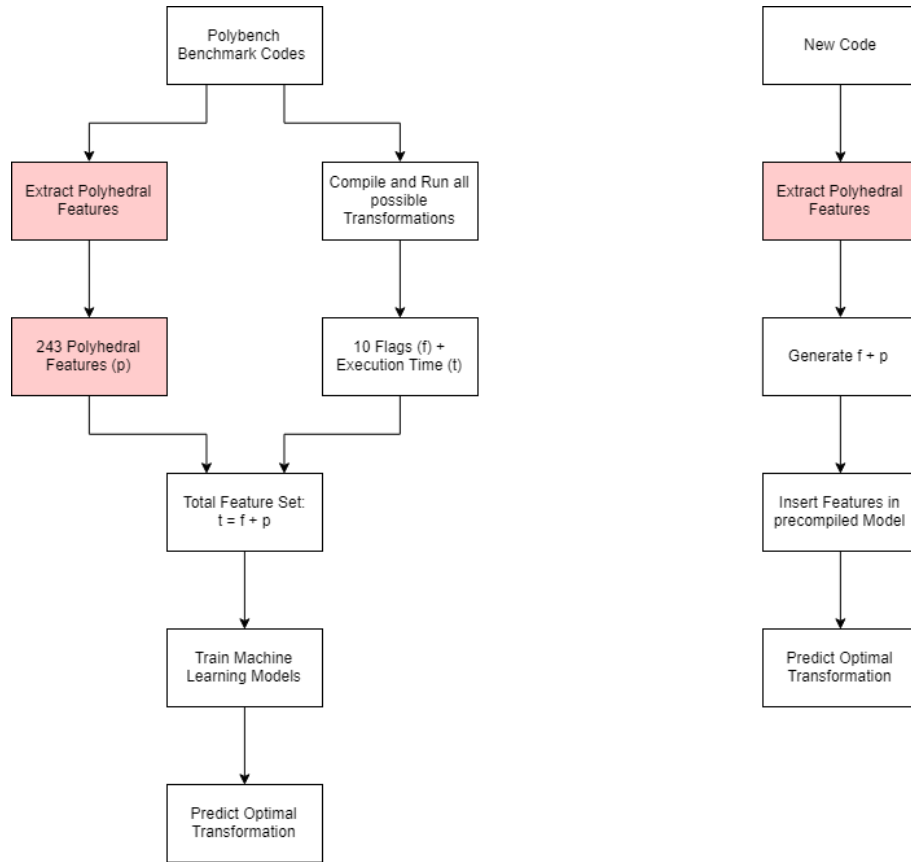 Polybench
Benchmark Codes
Extract Polyhedral
Features
Compile and Run all
possible
Transformations
243 Polyhedral
Features (p)
10 Flags (f) +
Execution Time (t)
Total Feature Set:
t = f + p
Train Machine
Learning Models
Predict Optimal
Transformation
New Code
Extract Polyhedral
Features
Generate f + p
Insert Features in
precompiled Model
Predict Optimal
Transformation